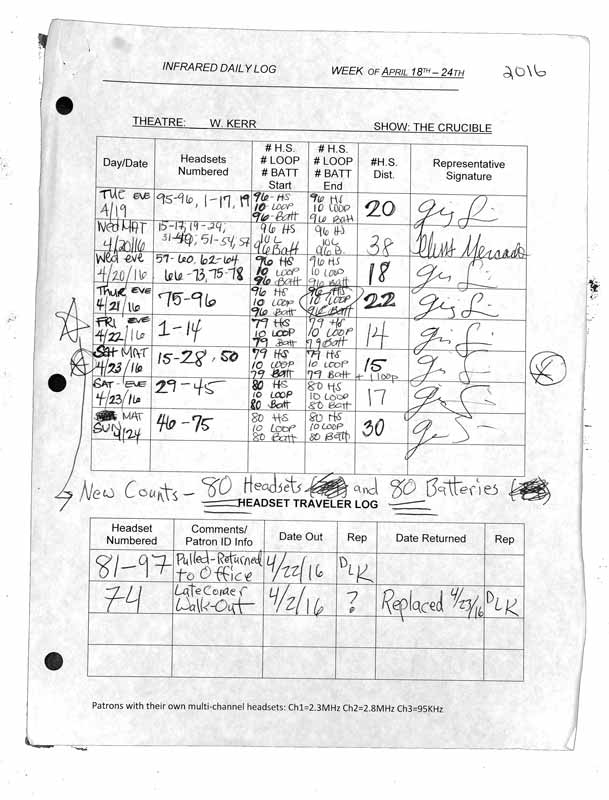 INFRARED DAILY LOG WEEK OF APRIL 18TH – 24TH 2016
THEATRE: W. KERR SHOW: THE CRUCIBLE
Day/Date Headsets Numbered # H.S. # LOOP # BATT Start # H.S. # LOOP # BATT End #H.S. Dist. Representative Signature
TUE EVE 4/19 95-96, 1-17, 19 96 HS 10 LOOP 96 Batt 96 HS 10 LOOP 96 Batt 20
Wed MAT 4/20/16 15-17, 19-24, 51-54, 57 96 HS 10 L 96 Batt 96 HS 10L 96 B. 38 Mercado
Wed eve 4/20/16 57-60, 62-64 66-73, 75-78 96 HS 10 LOOP 96 Batt 96 HS 10 LOOP 96 Batt 18
THUR EVE 4/21/16 75-96 96 HS 10 LOOP 96 Batt 96 HS 10 LOOP 96 Batt 22
FRI EVE 4/22/16 1-14 79 HS 10 LOOP 79 Batt 79 HS 10 LOOP 79 Batt 14
SAT MAT 4/23/16 15-28, 50 79 HS 10 LOOP 79 Batt 79 HS 10 LOOP 79 Batt 15 + 1 loop
SAT EVE 4/23/16 29-45 80 HS 10 LOOP 80 Batt 80 HS 10 LOOP 80 Batt 17
MAT SUN 4/24 46-75 80 HS 10 LOOP 80 Batt 80 HS 10 LOOP 80 Batt 30
New Counts - 80 Headsets and 80 Batteries
HEADSET TRAVELER LOG
Headset Numbered Comments/ Patron ID Info Date Out Rep Date Returned Rep
81-97 Pulled-Returned to Office 4/22/16 DLK
74 Latecomer Walk-Out 4/2/16 ? Replaced 4/23/16 DLK
Patrons with their own multi-channel headsets: Ch1=2.3MHz Ch2=2.8MHz Ch3=95KHz